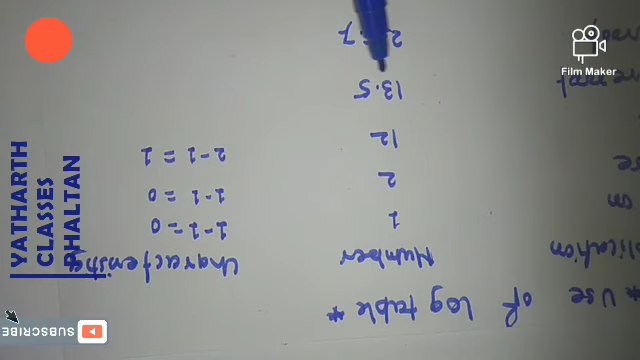 * Use of Log table *
Number Characteristic
1 1-1=0
2 1-1=0
12 2-1=1
13.5
YATHARTH
CLASSES
PHALTAN
Film Maker
SUBSCRIBE